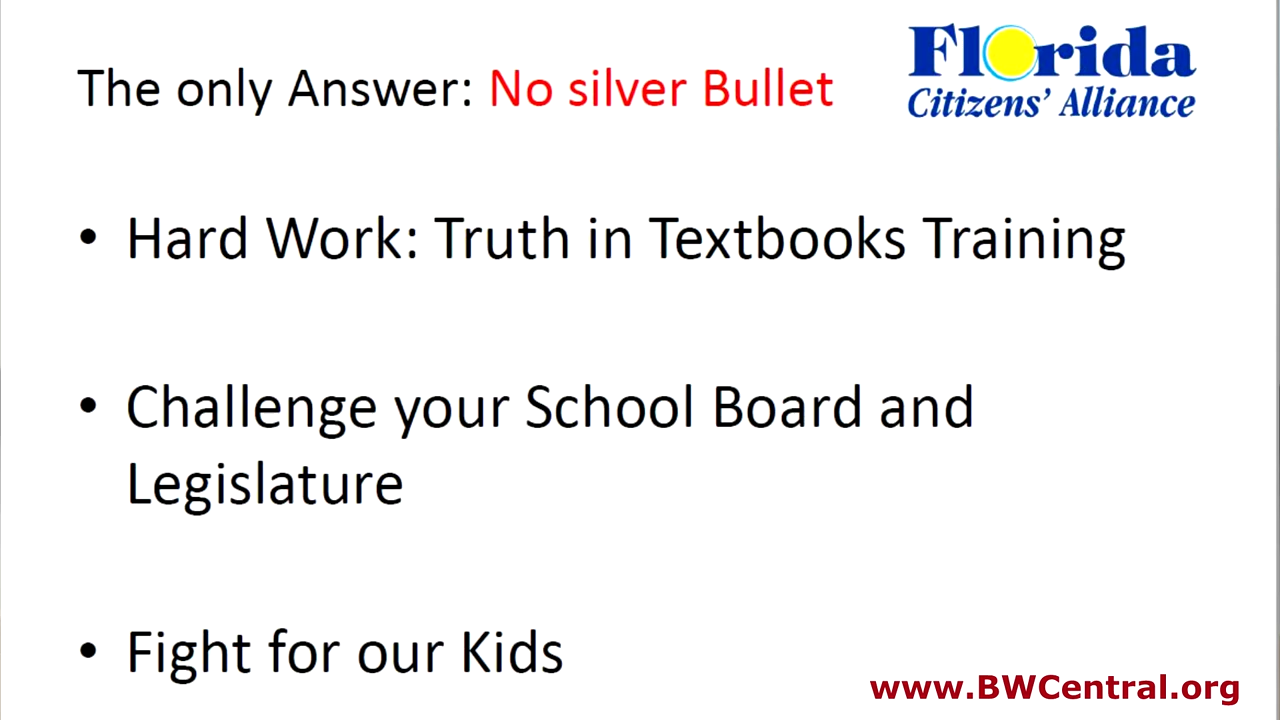 The only Answer: No silver Bullet
Florida
Citizens' Alliance
• Hard Work: Truth in Textbooks Training
• Challenge your School Board and
Legislature
• Fight for our Kids
www.BWCentral.org